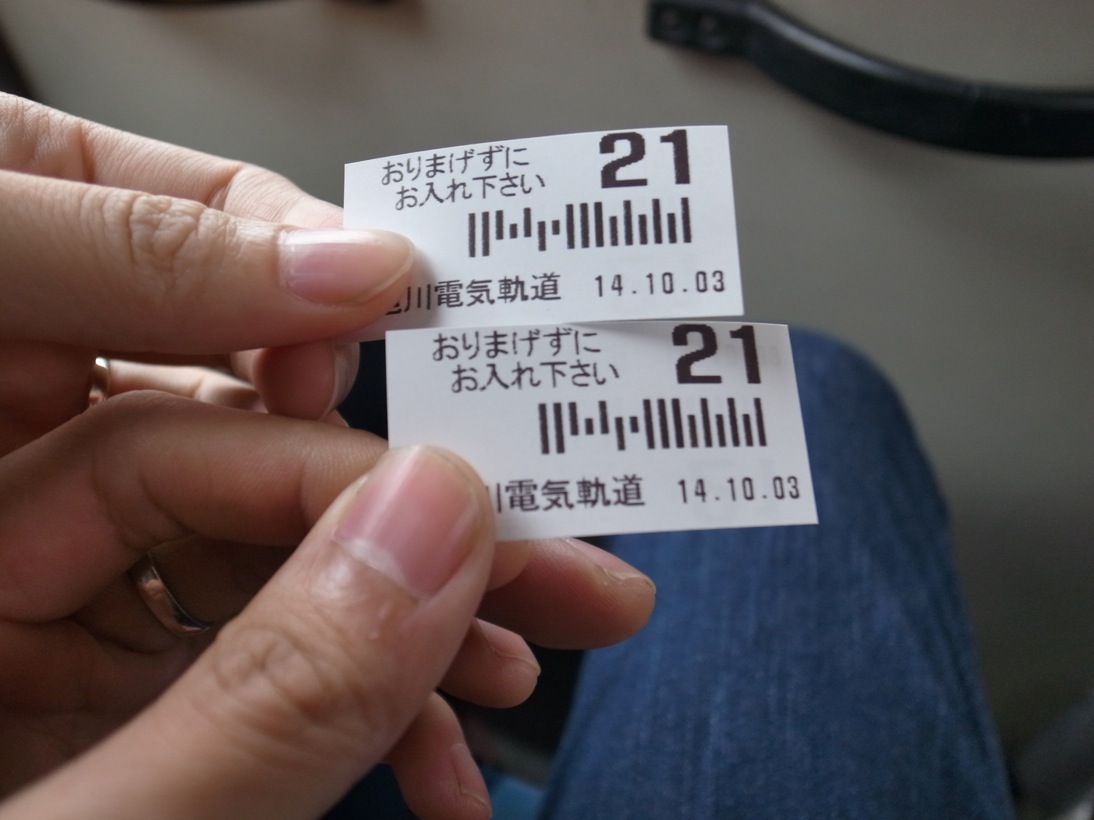 おりまげずに 21
お入れ下さい
川電気軌道 14.10.03
おりまげずに 21
お入れ下さい
電気軌道 14.10.03